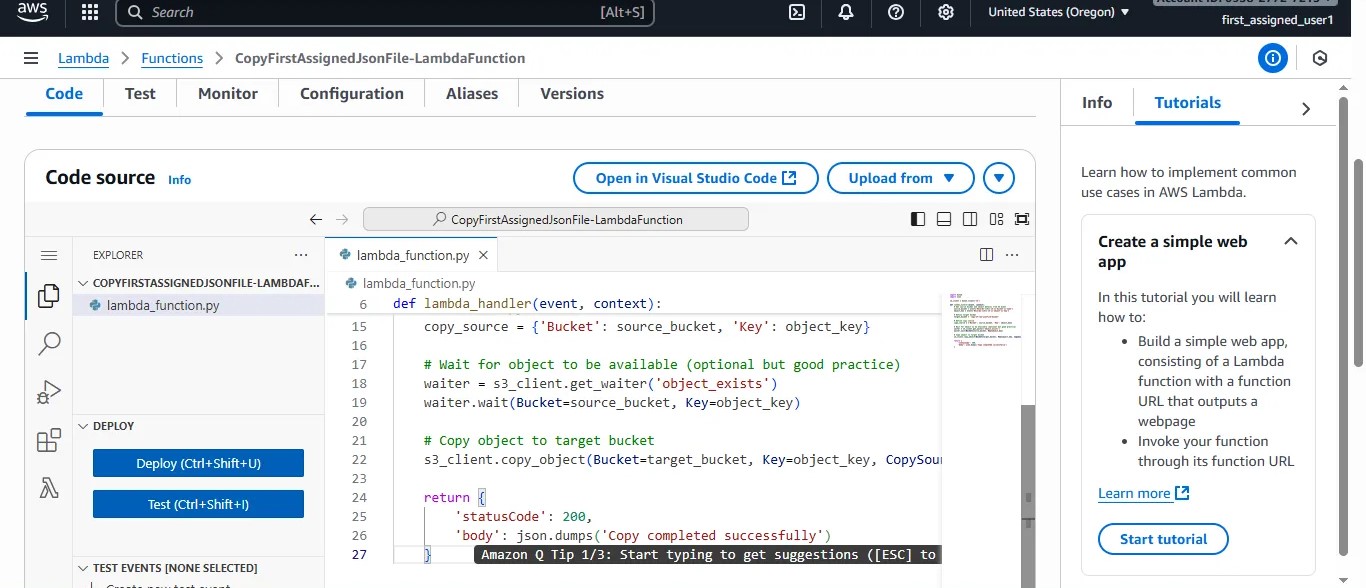 aws
Search [Alt+S]
United States (Oregon)
first_assigned_user1
Lambda > Functions > CopyFirstAssignedJsonFile-LambdaFunction
Code Test Monitor Configuration Aliases Versions
Code source Info
Open in Visual Studio Code
Upload from
CopyFirstAssignedJsonFile-LambdaFunction
EXPLORER
COPYFIRSTASSIGNEDJSONFILE-LAMBDAF...
lambda_function.py
DEPLOY
Deploy (Ctrl+Shift+U)
Test (Ctrl+Shift+I)
TEST EVENTS [NONE SELECTED]
lambda_function.py
lambda_function.py
6 def lambda_handler(event, context):
15 copy_source = {'Bucket': source_bucket, 'Key': object_key}
16
17 # Wait for object to be available (optional but good practice)
18 waiter = s3_client.get_waiter('object_exists')
19 waiter.wait(Bucket=source_bucket, Key=object_key)
20
21 # Copy object to target bucket
22 s3_client.copy_object(Bucket=target_bucket, Key=object_key, CopySou
23
24 return {
25 'statusCode': 200,
26 'body': json.dumps('Copy completed successfully')
27 } Amazon Q Tip 1/3: Start typing to get suggestions ([ESC] to
Info Tutorials
Learn how to implement common
use cases in AWS Lambda.
Create a simple web
app
In this tutorial you will learn
how to:
• Build a simple web app,
consisting of a Lambda
function with a function
URL that outputs a
webpage
• Invoke your function
through its function URL
Learn more
Start tutorial